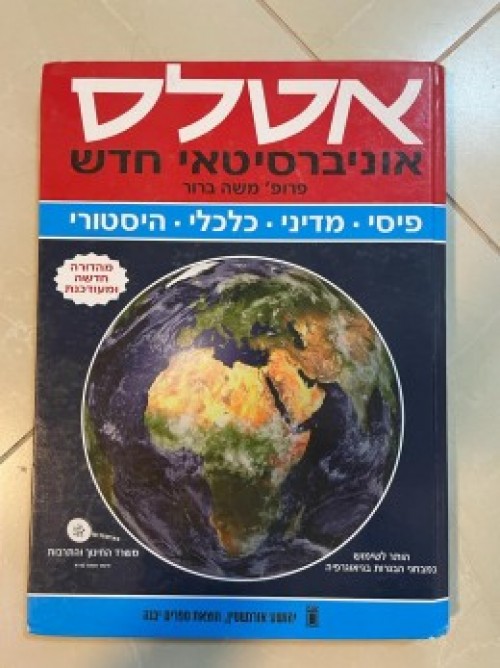 אטלס
אוניברסיטאי חדש
פרופ' משה ברור
פיסי · מדיני · כלכלי · היסטורי
מהדורה
חדשה
ומעודכנת
משרד החינוך והתרבות
הותר לשימוש
במבחני הבגרות בגיאוגרפיה
יהושע אורנשטיין, הוצאת ספרים יבנה